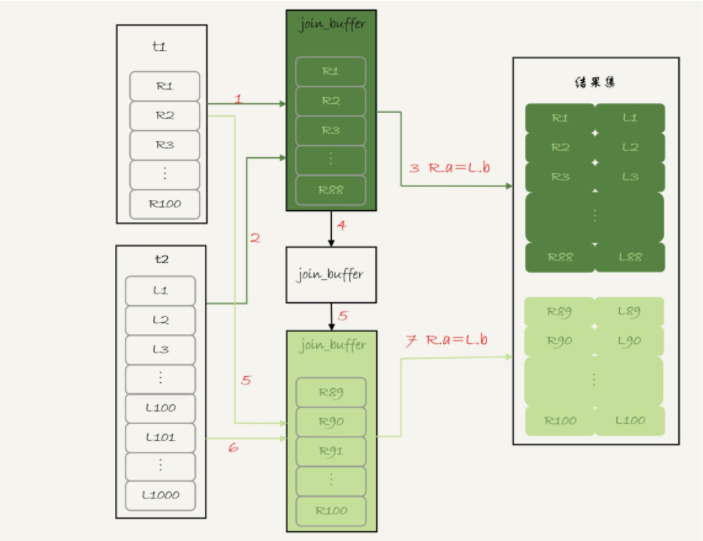 t1
R1
R2
R3
⋮
R100
t2
L1
L2
L3
⋮
L100
L101
⋮
L1000
1
2
5
6
join_buffer
R1
R2
R3
⋮
R88
4
join_buffer
5
join_buffer
R89
R90
R91
⋮
R100
3 R.a=L.b
7 R.a=L.b
结果集
R1 L1
R2 L2
R3 L3
⋮
R88 L88
R89 L89
R90 L90
⋮
R100 L100